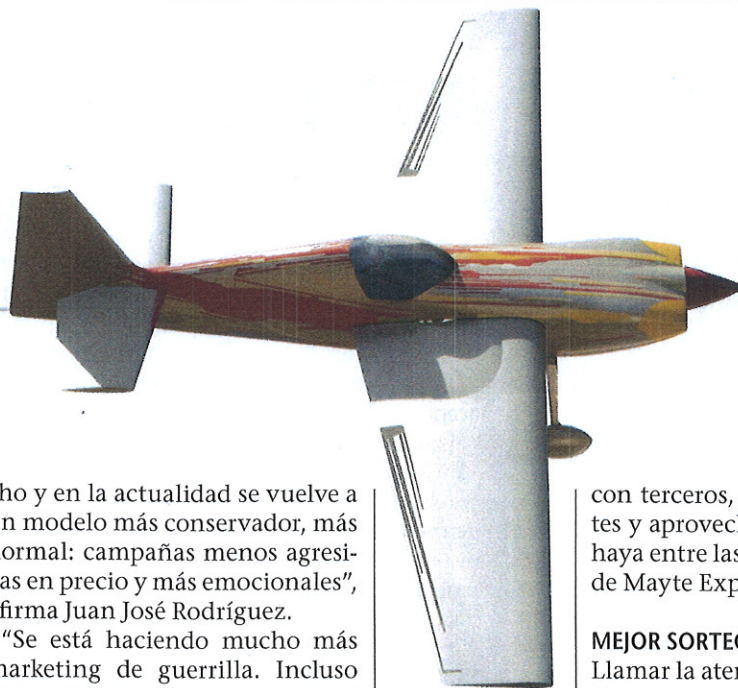 ho y en la actualidad se vuelve a
n modelo más conservador, más
ormal: campañas menos agresi-
as en precio y más emocionales”,
firma Juan José Rodríguez.
“Se está haciendo mucho más
marketing de guerrilla. Incluso
con terceros,
tes y aprovech
haya entre las
de Mayte Exp
MEJOR SORTEO
Llamar la aten